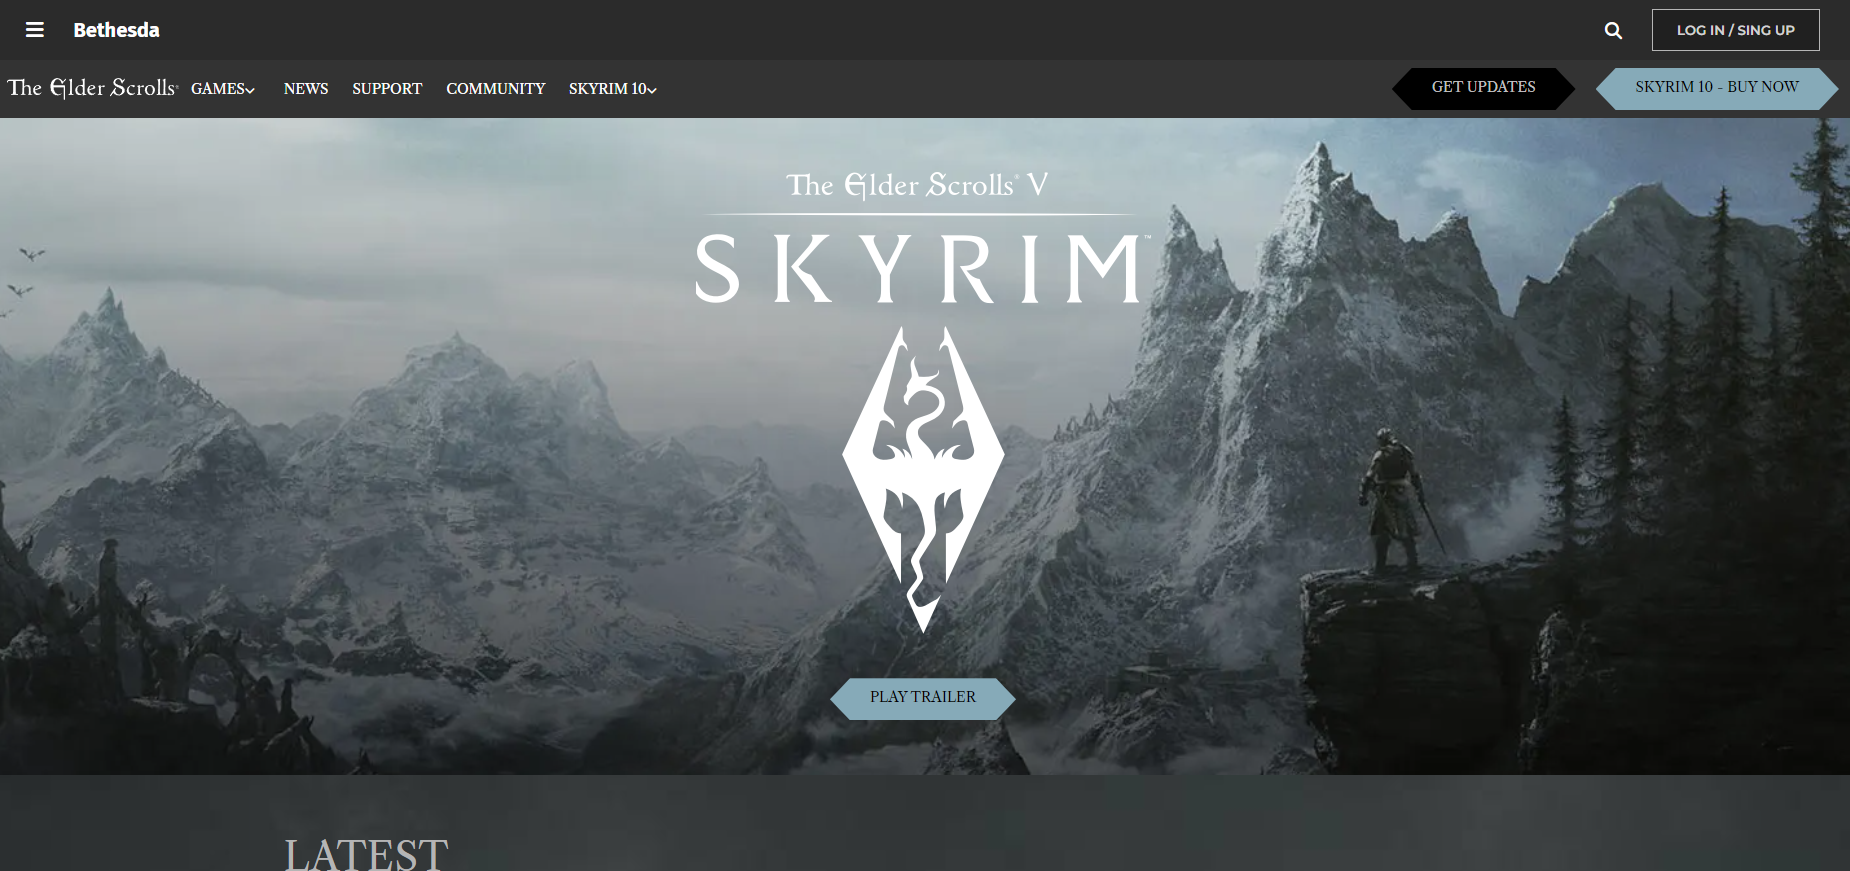 Bethesda
LOG IN / SING UP
The Elder Scrolls®
GAMES
NEWS
SUPPORT
COMMUNITY
SKYRIM 10
GET UPDATES
SKYRIM 10 - BUY NOW
The Elder Scrolls® V
SKYRIM™
PLAY TRAILER
LATEST